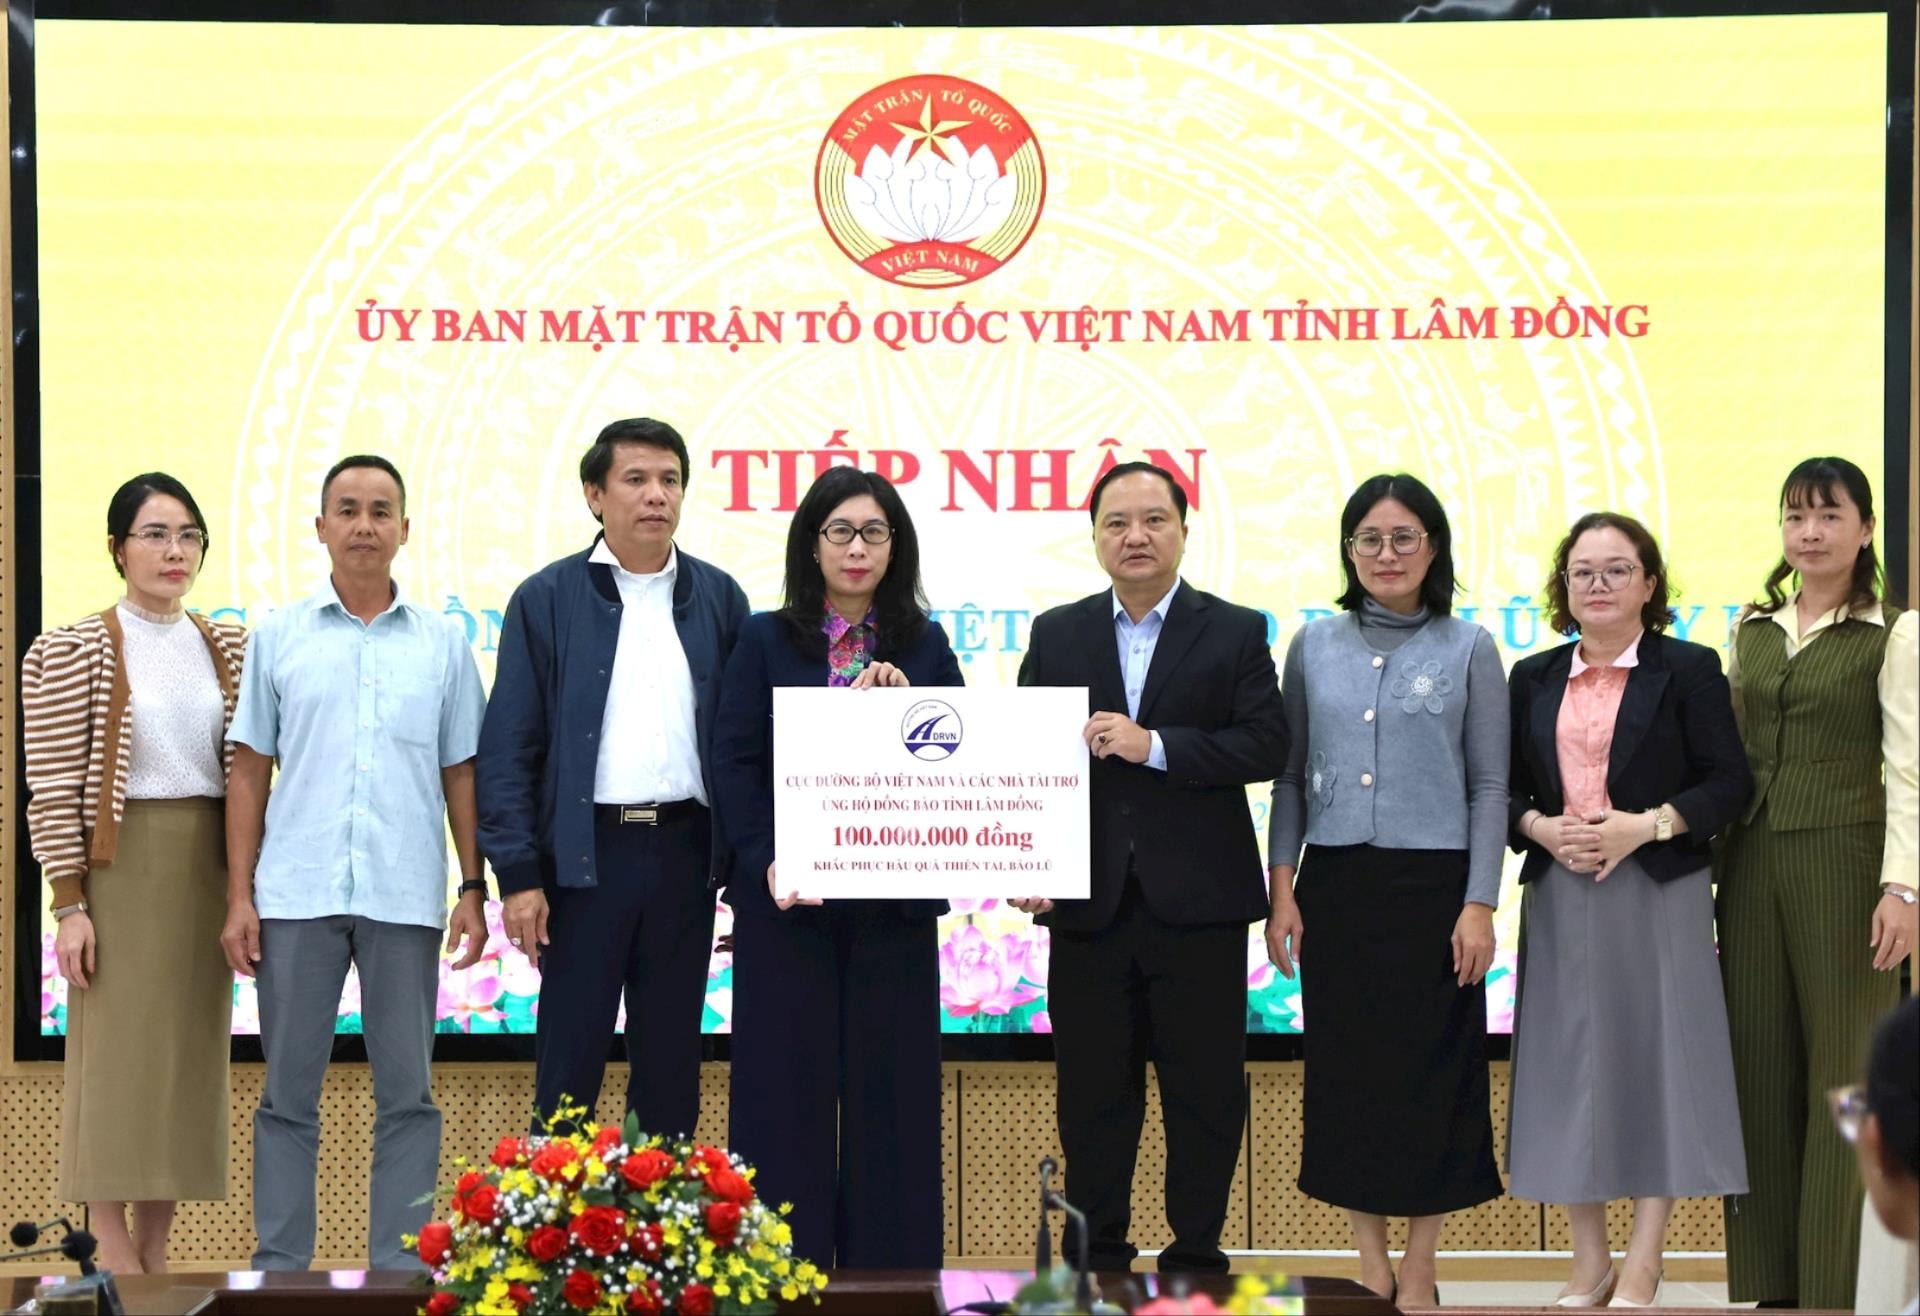 MẶT TRẬN TỔ QUỐC
VIỆT NAM
ỦY BAN MẶT TRẬN TỔ QUỐC VIỆT NAM TỈNH LÂM ĐỒNG
TIẾP NHÂN
LŨ
DRVN
CỤC ĐƯỜNG BỘ VIỆT NAM VÀ CÁC NHÀ TÀI TRỢ
ỦNG HỘ ĐỒNG BÀO TỈNH LÂM ĐỒNG
100.000.000 đồng
KHẮC PHỤC HẬU QUẢ THIÊN TAI, BÃO LŨ